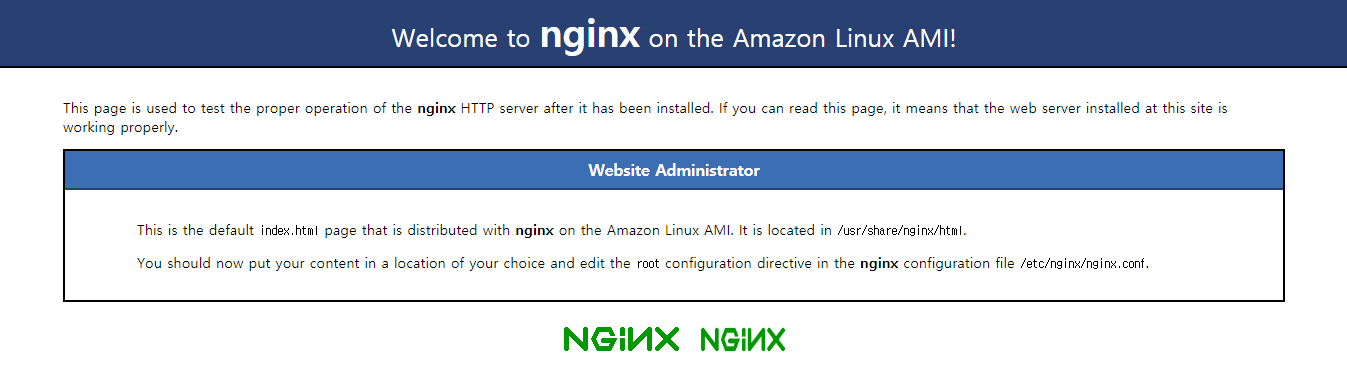 Welcome to nginx on the Amazon Linux AMI!
This page is used to test the proper operation of the nginx HTTP server after it has been installed. If you can read this page, it means that the web server installed at this site is
working properly.
Website Administrator
This is the default index.html page that is distributed with nginx on the Amazon Linux AMI. It is located in /usr/share/nginx/html.
You should now put your content in a location of your choice and edit the root configuration directive in the nginx configuration file /etc/nginx/nginx.conf.
NGINX NGINX